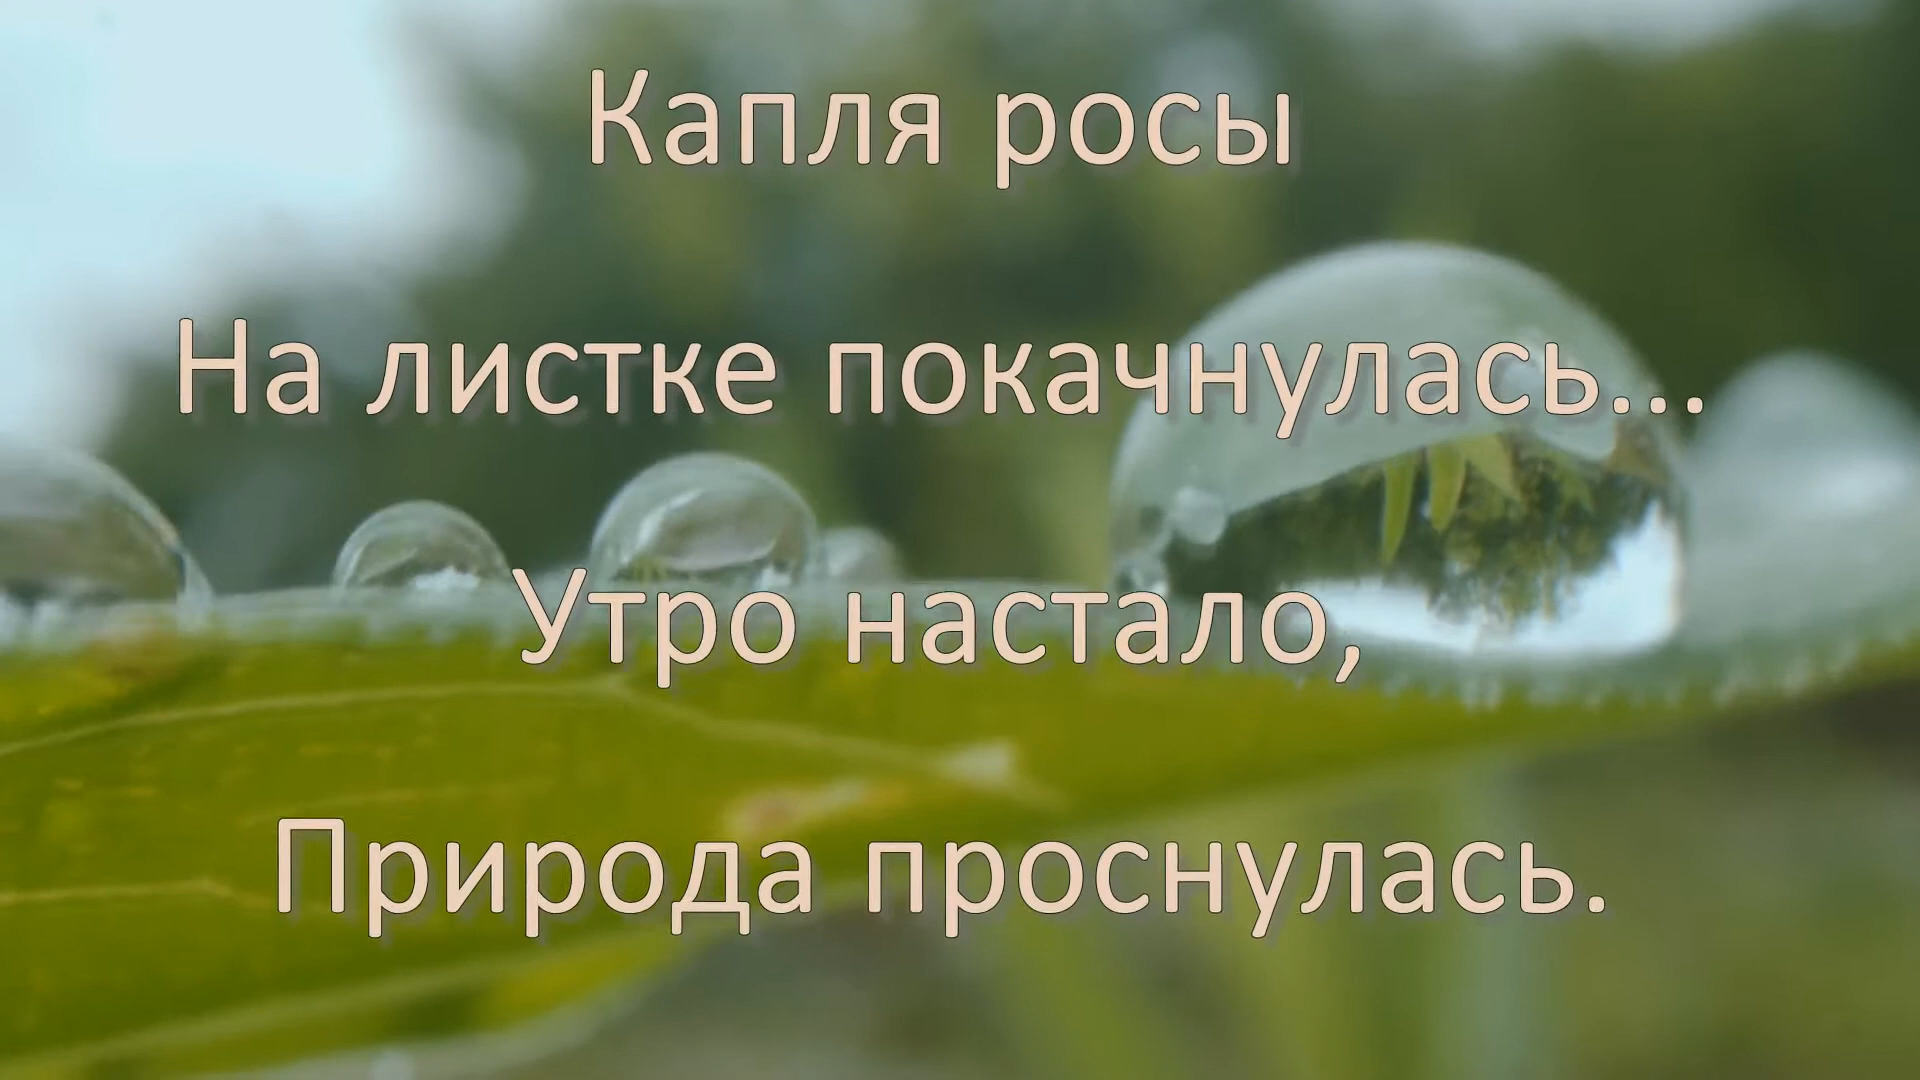 Капля росы
На листке покачнулась...
Утро настало,
Природа проснулась.